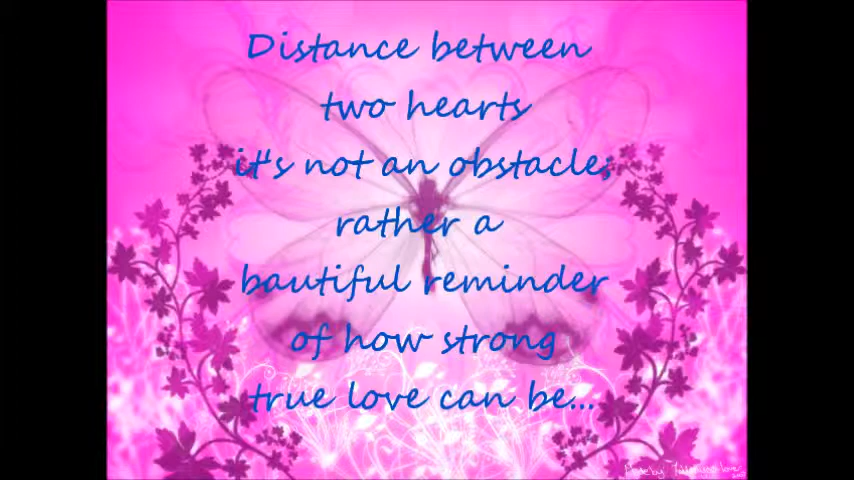 Distance between
two hearts
it's not an obstacle;
rather a
bautiful reminder
of how strong
true love can be...